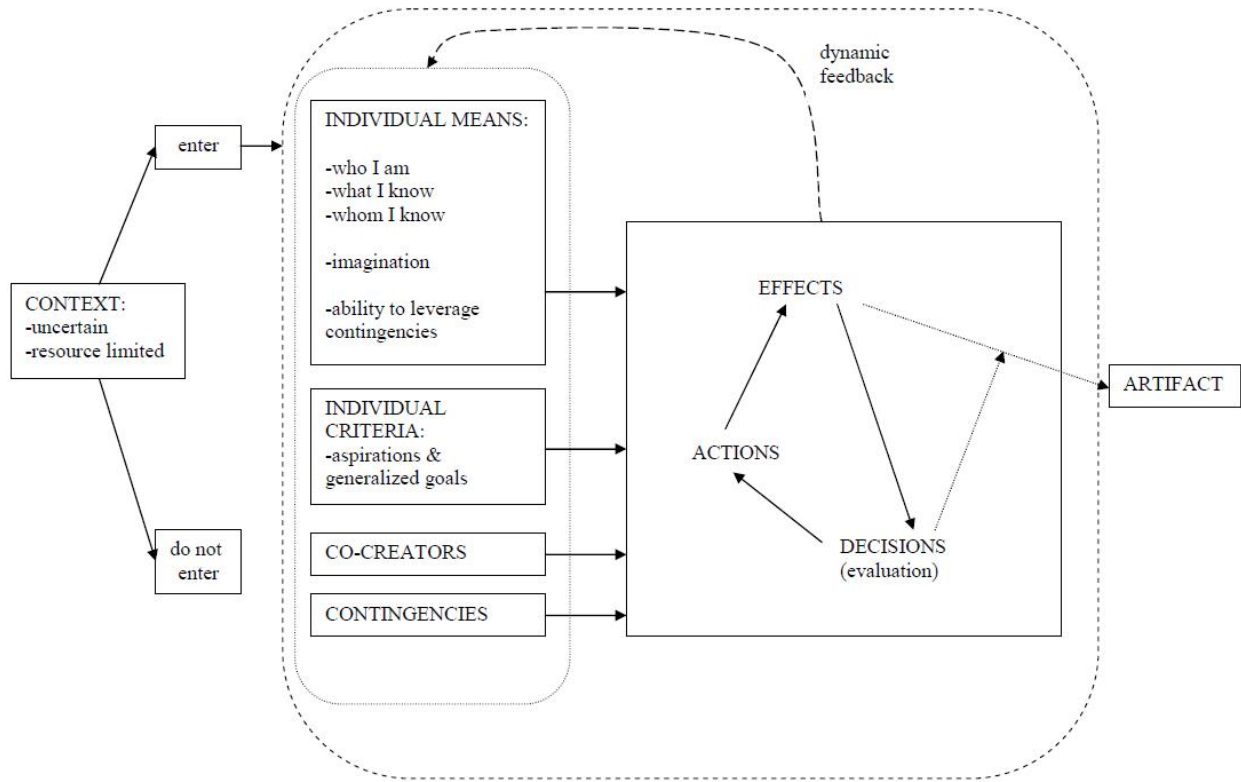 dynamic
feedback
enter
INDIVIDUAL MEANS:
-who I am
-what I know
-whom I know
-imagination
-ability to leverage
contingencies
CONTEXT:
-uncertain
-resource limited
do not
enter
INDIVIDUAL
CRITERIA:
-aspirations &
generalized goals
CO-CREATORS
CONTINGENCIES
EFFECTS
ACTIONS
DECISIONS
(evaluation)
ARTIFACT